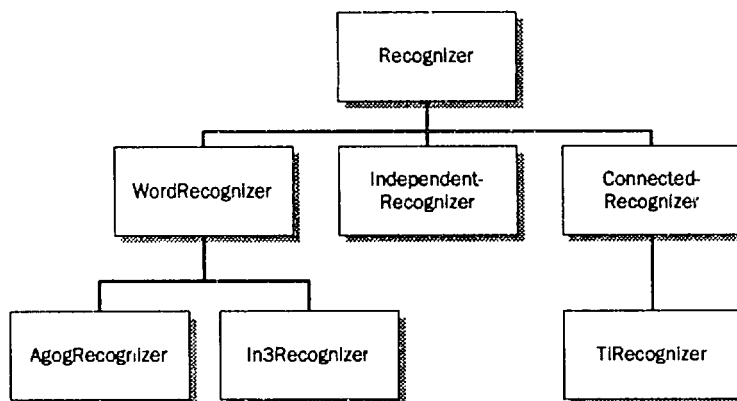 Recognizer
WordRecognizer
Independent-
Recognizer
Connected-
Recognizer
AgogRecognizer
In3Recognizer
TIRecognizer